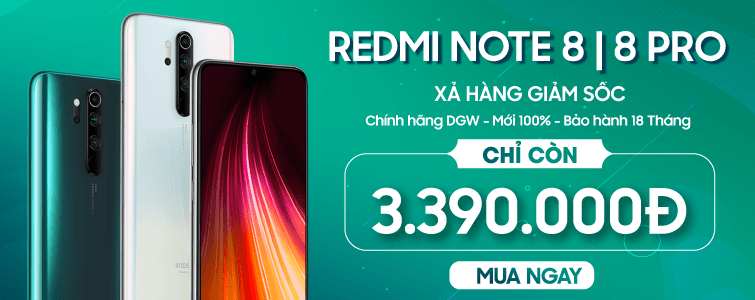 REDMI NOTE 8 | 8 PRO
XẢ HÀNG GIẢM SỐC
Chính hãng DGW - Mới 100% - Bảo hành 18 Tháng
CHỈ CÒN
3.390.000Đ
MUA NGAY